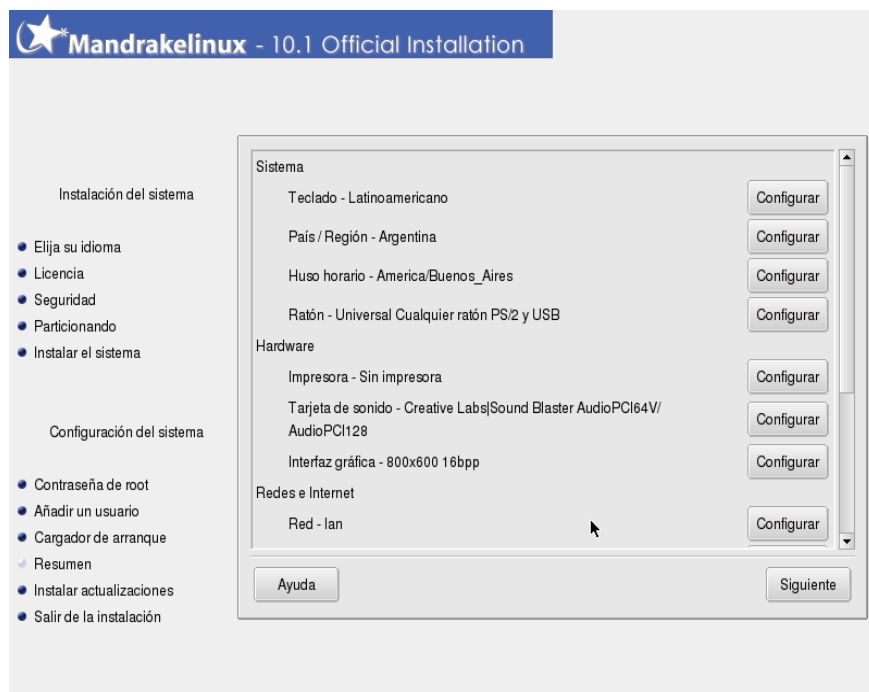 Mandrakelinux - 10.1 Official Installation
Instalación del sistema
Elija su idioma
Licencia
Seguridad
Particionando
Instalar el sistema
Configuración del sistema
Contraseña de root
Añadir un usuario
Cargador de arranque
Resumen
Instalar actualizaciones
Salir de la instalación
Sistema
Teclado - Latinoamericano Configurar
País / Región - Argentina Configurar
Huso horario - America/Buenos_Aires Configurar
Ratón - Universal Cualquier ratón PS/2 y USB Configurar
Hardware
Impresora - Sin impresora Configurar
Tarjeta de sonido - Creative Labs|Sound Blaster AudioPCI64V/
AudioPCI128 Configurar
Interfaz gráfica - 800x600 16bpp Configurar
Redes e Internet
Red - lan Configurar
Ayuda Siguiente